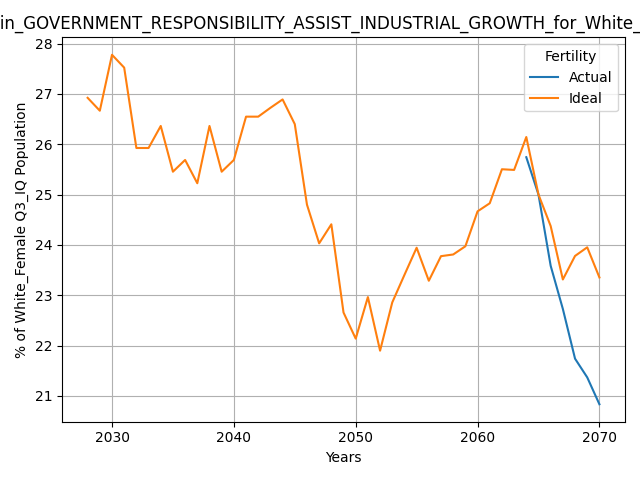 in_GOVERNMENT_RESPONSIBILITY_ASSIST_INDUSTRIAL_GROWTH_for_White_
Fertility
Actual
Ideal
28
27
26
25
24
23
22
21
% of White_Female Q3_IQ Population
2030
2040
2050
2060
2070
Years